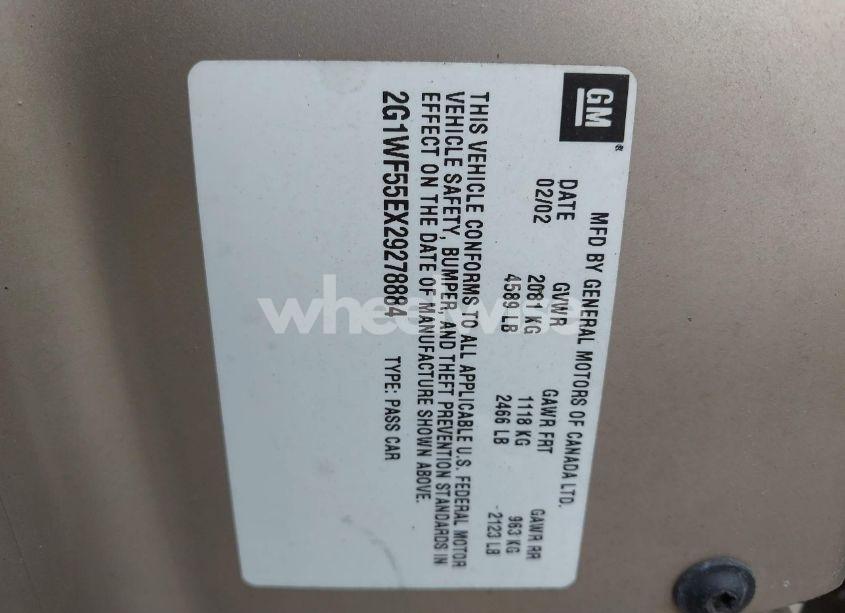 GM
MFD BY GENERAL MOTORS OF CANADA LTD.
DATE GVWR GAWR FRT GAWR RR
02/02 2081 KG 1118 KG 963 KG
4589 LB 2466 LB 2123 LB
THIS VEHICLE CONFORMS TO ALL APPLICABLE U.S. FEDERAL MOTOR
VEHICLE SAFETY, BUMPER, AND THEFT PREVENTION STANDARDS IN
EFFECT ON THE DATE OF MANUFACTURE SHOWN ABOVE.
2G1WF55EX29278884 TYPE: PASS CAR
wheelwise